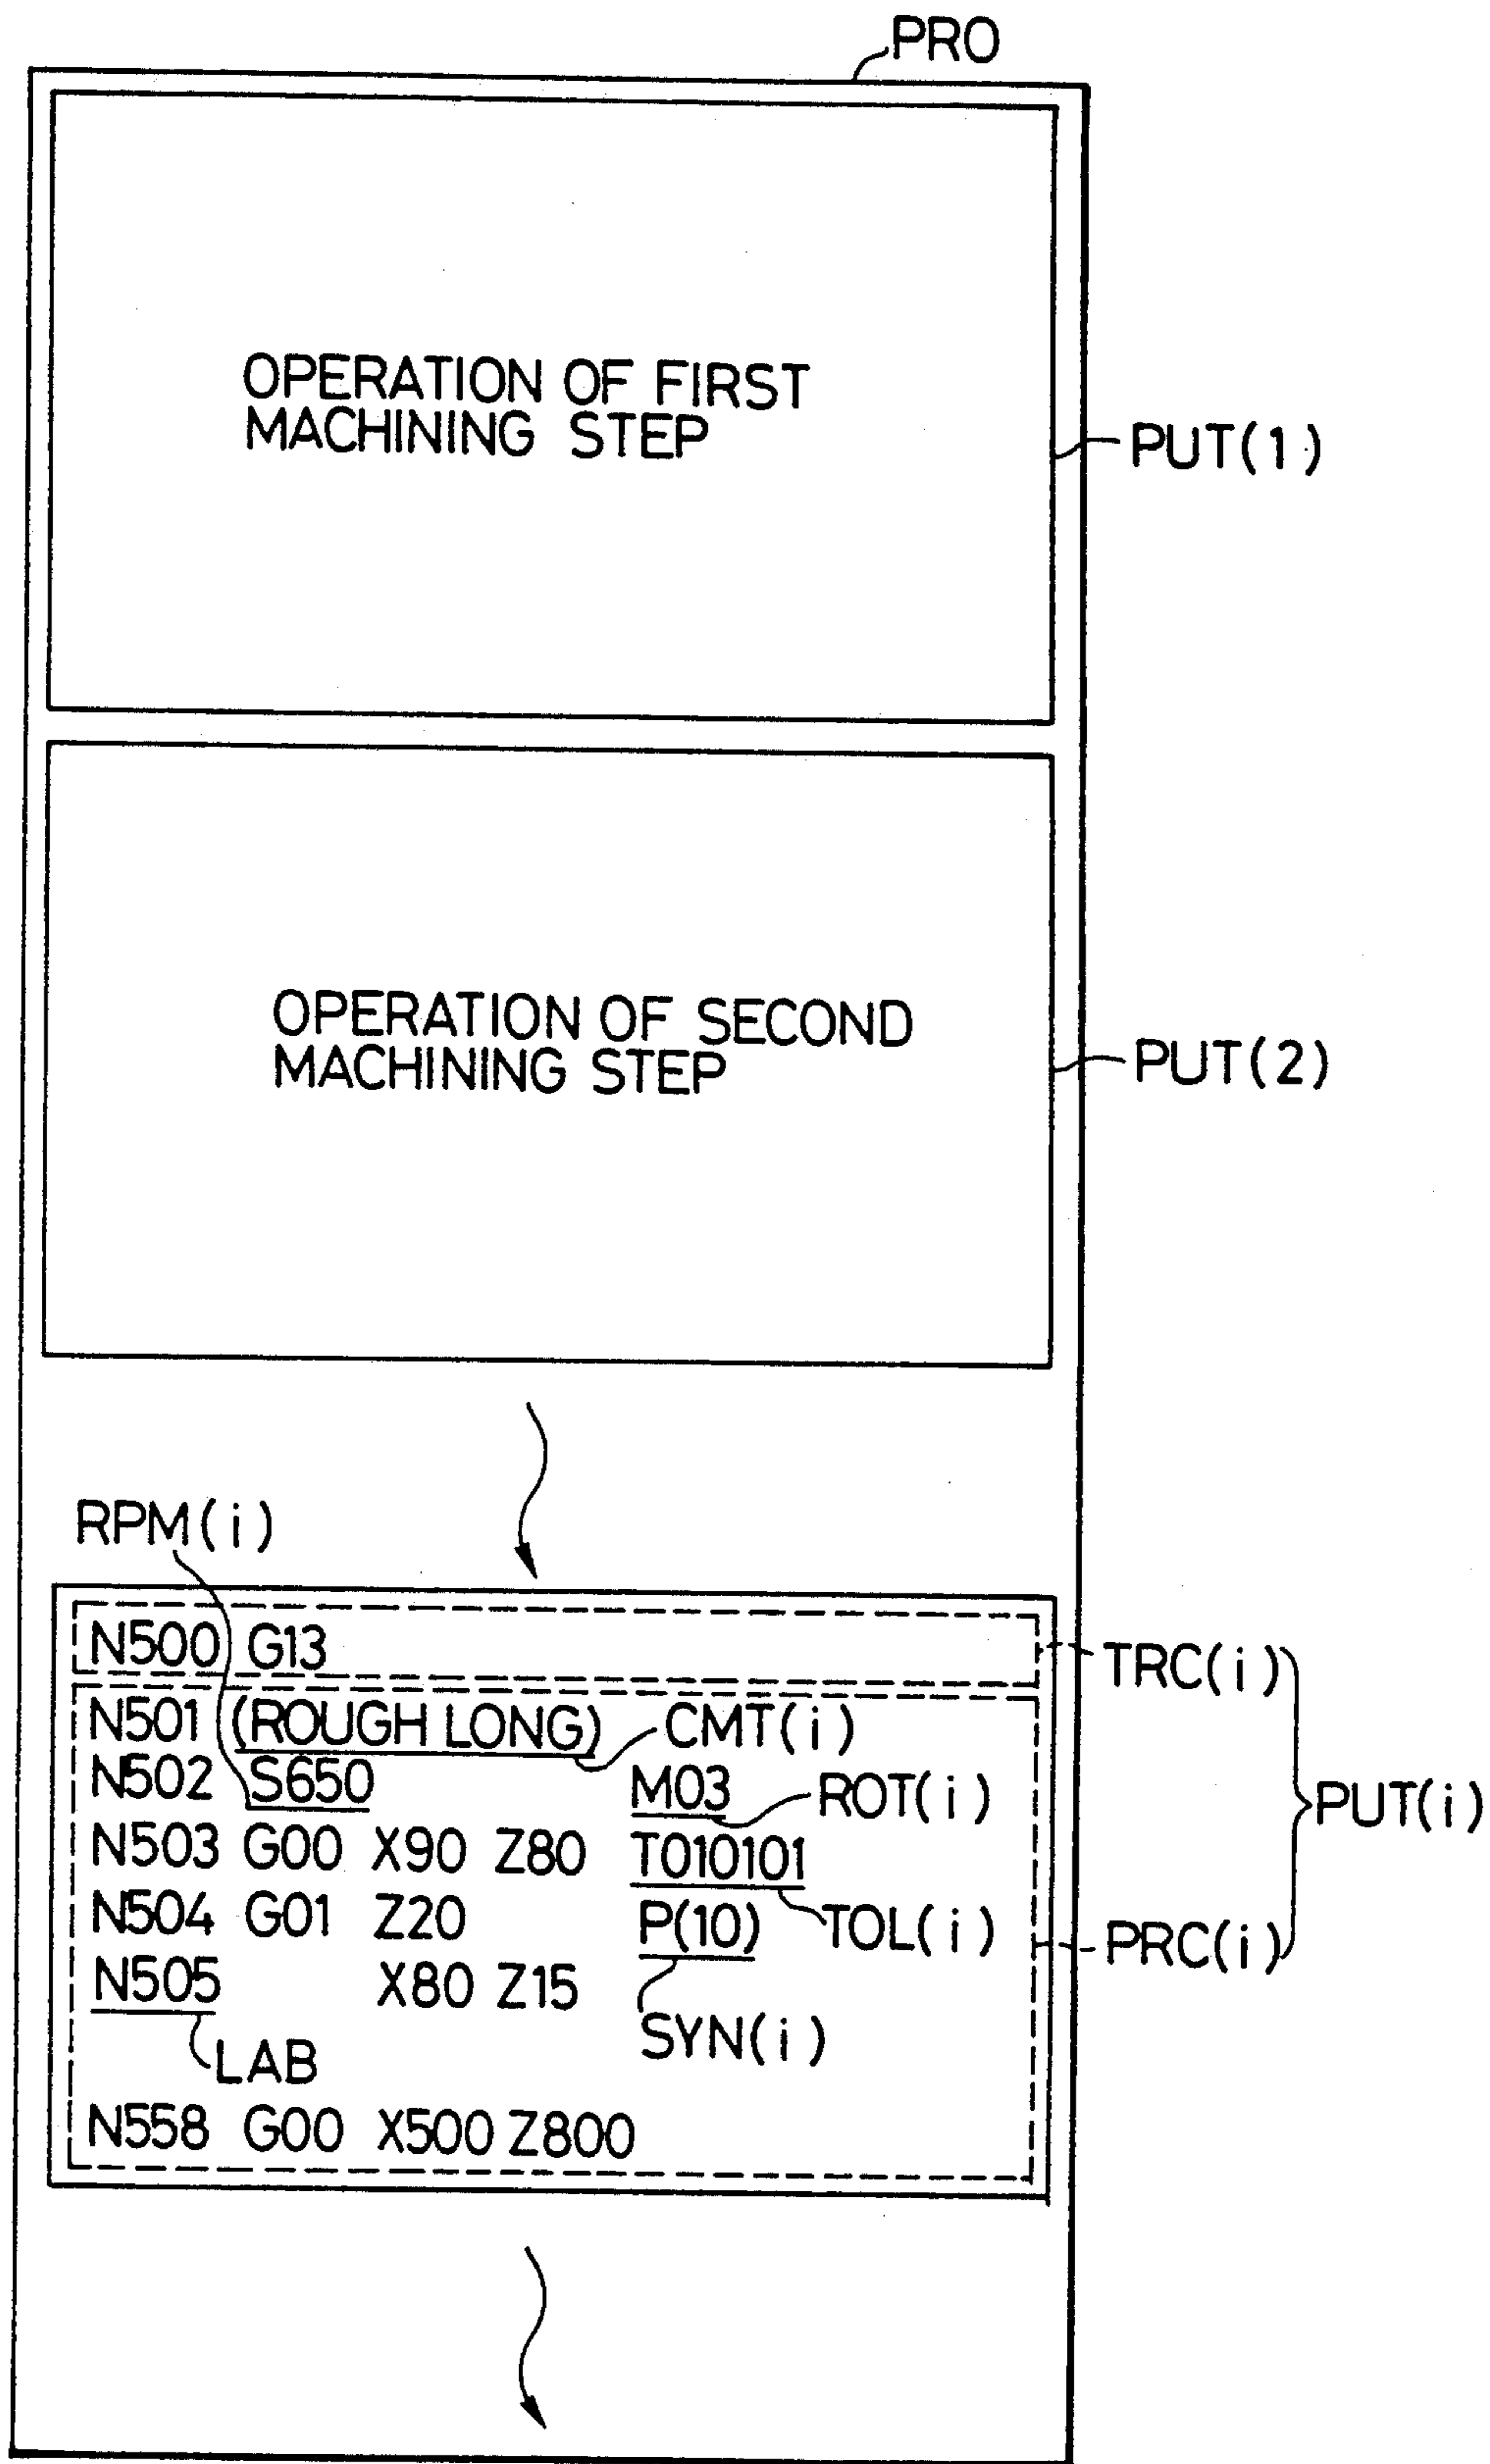 PRO
OPERATION OF FIRST
MACHINING STEP
PUT(1)
OPERATION OF SECOND
MACHINING STEP
PUT(2)
RPM(i)
N500 G13
TRC(i)
N501 (ROUGH LONG) CMT(i)
N502 S650 M03 ROT(i)
PUT(i)
N503 G00 X90 Z80 T010101
N504 G01 Z20 P(10) TOL(i)
PRC(i)
N505 X80 Z15
SYN(i)
LAB
N558 G00 X500 Z800